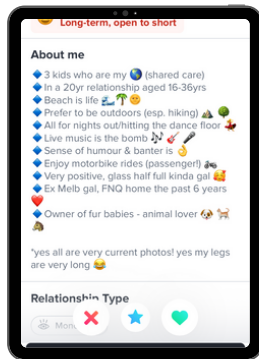 Long-term, open to short
About me
🔷3 kids who are my 🌎 (shared care)
🔷In a 20yr relationship aged 16-36yrs
🔷Beach is life 🏊🌴🌞
🔷Prefer to be outdoors (esp. hiking) ⛰️ 🌳
🔷All for nights out/hitting the dance floor 💃
🔷Live music is the bomb 🎶 🎸 🎤
🔷Sense of humour & banter is 👌
🔷Enjoy motorbike rides (passenger!) 🏍️
🔷Very positive, glass half full kinda gal 🥰
🔷Ex Melb gal, FNQ home the past 6 years
❤️
🔷Owner of fur babies - animal lover 🐶 🐈
🐴
*yes all are very current photos! yes my legs
are very long 😂
Relationship Type